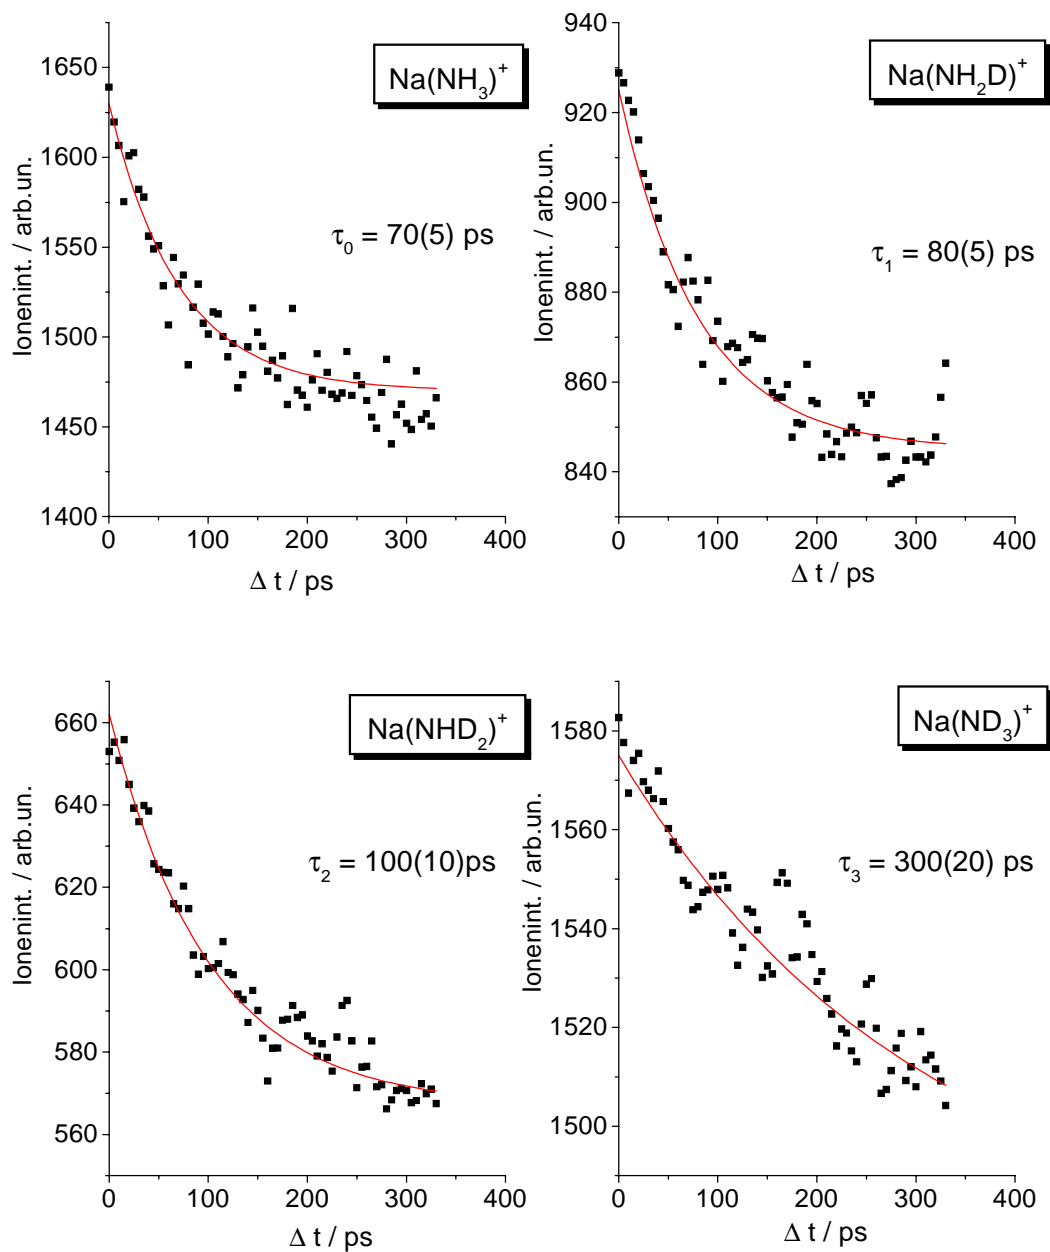 Na(NH₃)⁺
τ₀ = 70(5) ps
Ionenint. / arb.un.
1650
1600
1550
1500
1450
1400
0 100 200 300 400
Δ t / ps
Na(NH₂D)⁺
τ₁ = 80(5) ps
Ionenint. / arb.un.
940
920
900
880
860
840
0 100 200 300 400
Δ t / ps
Na(NHD₂)⁺
τ₂ = 100(10)ps
Ionenint. / arb.un.
660
640
620
600
580
560
0 100 200 300 400
Δ t / ps
Na(ND₃)⁺
τ₃ = 300(20) ps
Ionenint. / arb.un.
1580
1560
1540
1520
1500
0 100 200 300 400
Δ t / ps